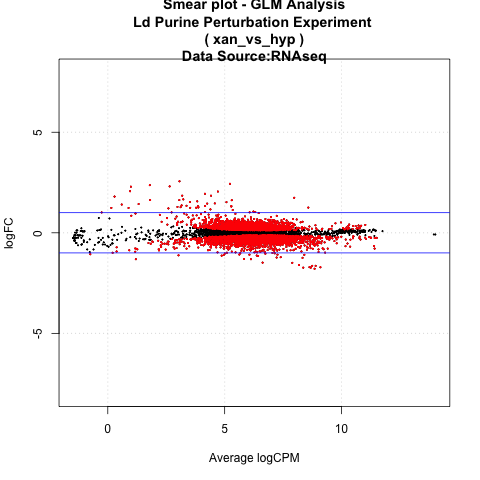 Smear plot - GLM Analysis
Ld Purine Perturbation Experiment
( xan_vs_hyp )
Data Source:RNAseq
5
0
-5
logFC
0 5 10
Average logCPM